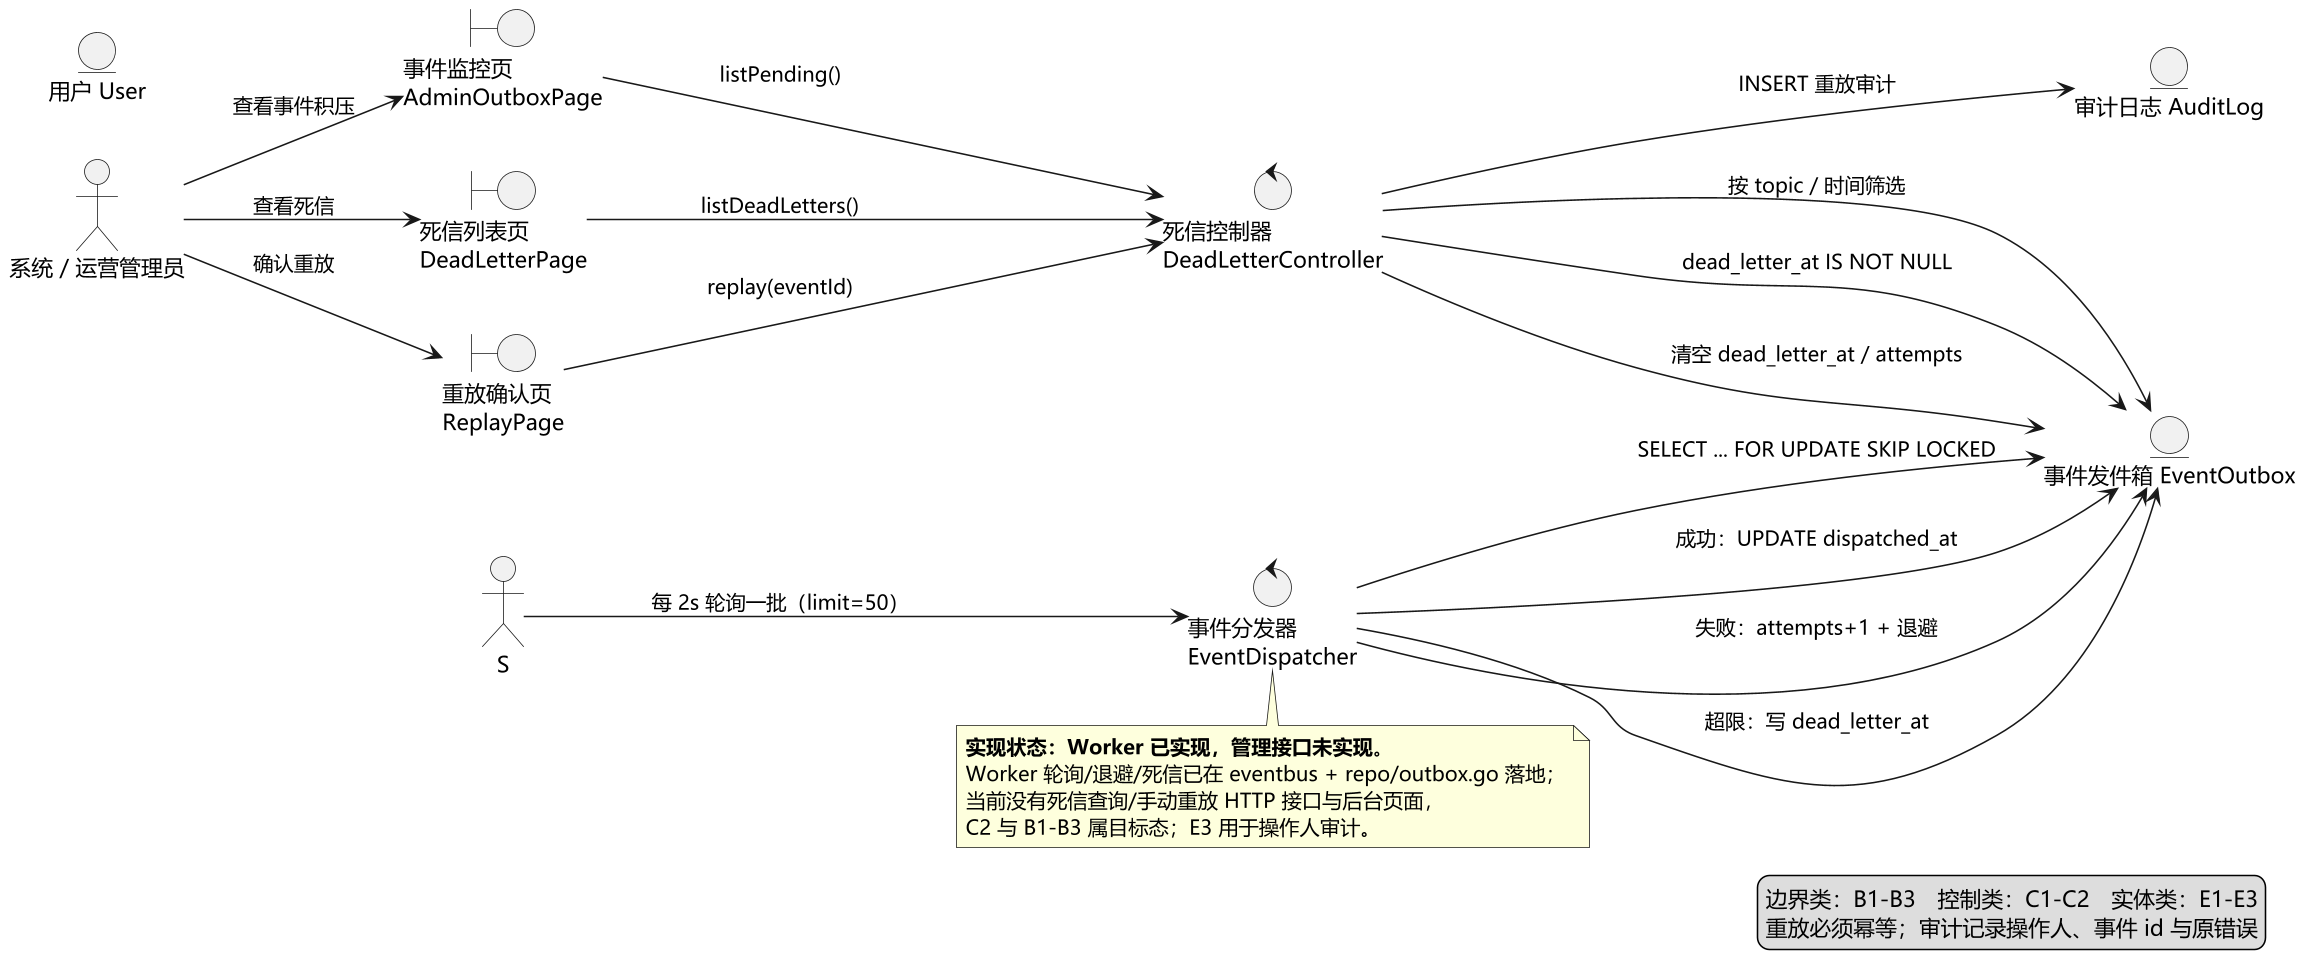 用户 User
系统 / 运营管理员
查看事件积压
查看死信
确认重放
事件监控页
AdminOutboxPage
死信列表页
DeadLetterPage
重放确认页
ReplayPage
listPending()
listDeadLetters()
replay(eventId)
死信控制器
DeadLetterController
INSERT 重放审计
按 topic / 时间筛选
dead_letter_at IS NOT NULL
清空 dead_letter_at / attempts
审计日志 AuditLog
事件发件箱 EventOutbox
S
每 2s 轮询一批（limit=50）
事件分发器
EventDispatcher
SELECT ... FOR UPDATE SKIP LOCKED
成功：UPDATE dispatched_at
失败：attempts+1 + 退避
超限：写 dead_letter_at
实现状态：Worker 已实现，管理接口未实现。
Worker 轮询/退避/死信已在 eventbus + repo/outbox.go 落地；
当前没有死信查询/手动重放 HTTP 接口与后台页面，
C2 与 B1-B3 属目标态；E3 用于操作人审计。
边界类：B1-B3　控制类：C1-C2　实体类：E1-E3
重放必须幂等；审计记录操作人、事件 id 与原错误